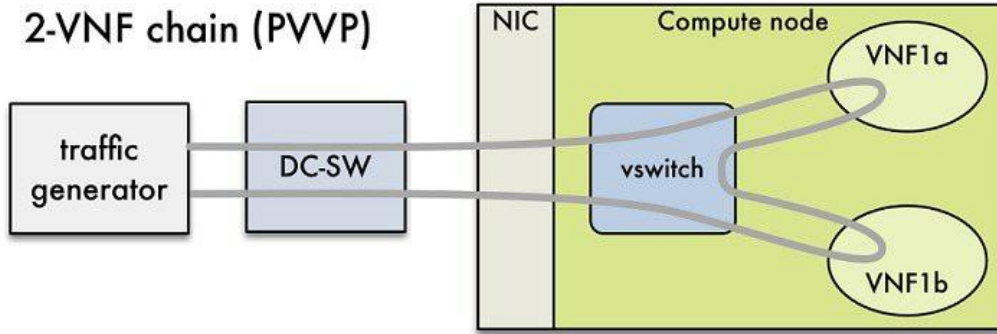 2-VNF chain (PVVP)
NIC
Compute node
VNF1a
traffic
generator
DC-SW
vswitch
VNF1b